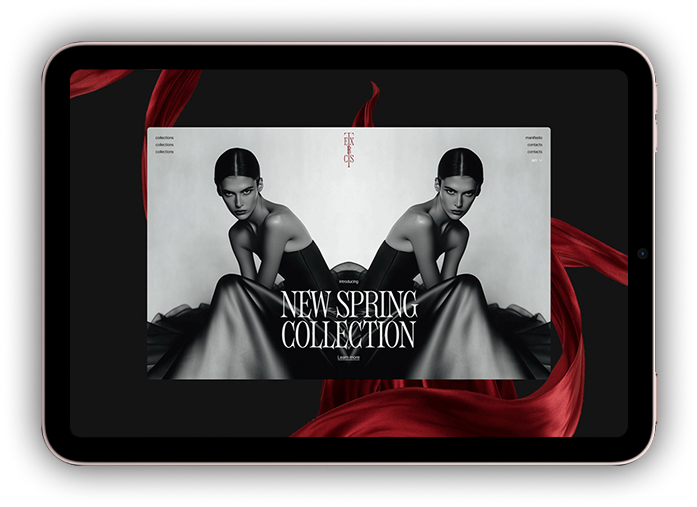 collections
collections
collections
manifesto
contacts
contacts
Introducing
NEW SPRING
COLLECTION
Learn more